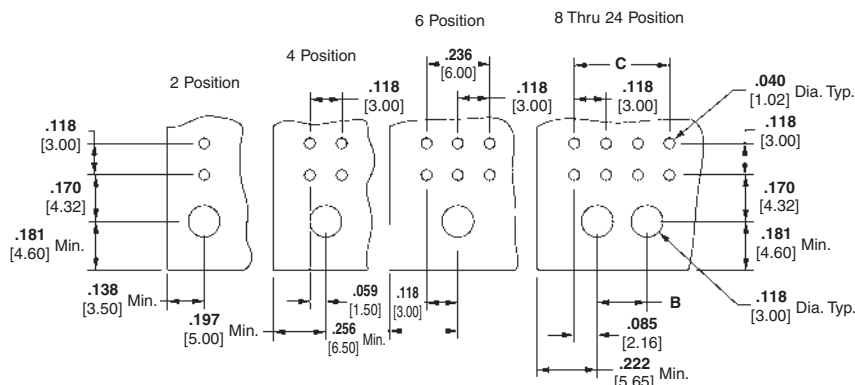 6 Position
8 Thru 24 Position
4 Position
2 Position
.236
[6.00]
C
.118
[3.00]
.118
[3.00]
.118
[3.00]
.040
[1.02] Dia. Typ.
.118
[3.00]
.118
[3.00]
.170
[4.32]
.170
[4.32]
.181
[4.60] Min.
.181
[4.60] Min.
.138
[3.50] Min.
.059
[1.50]
.118
[3.00]
B
.118
[3.00] Dia. Typ.
.197
[5.00] Min.
.256
[6.50] Min.
.085
[2.16]
.222
[5.65] Min.